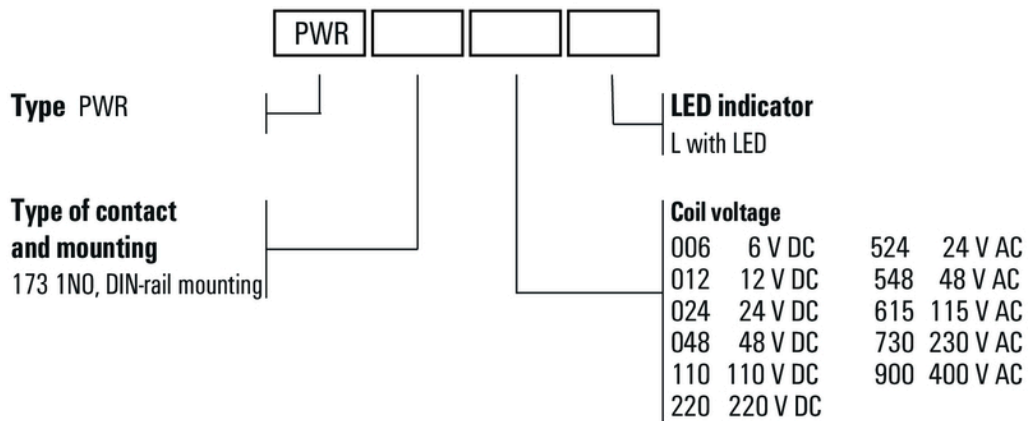 PWR
Type PWR
LED indicator
L with LED
Type of contact
and mounting
173 1NO, DIN-rail mounting
Coil voltage
006 6 V DC 524 24 V AC
012 12 V DC 548 48 V AC
024 24 V DC 615 115 V AC
048 48 V DC 730 230 V AC
110 110 V DC 900 400 V AC
220 220 V DC